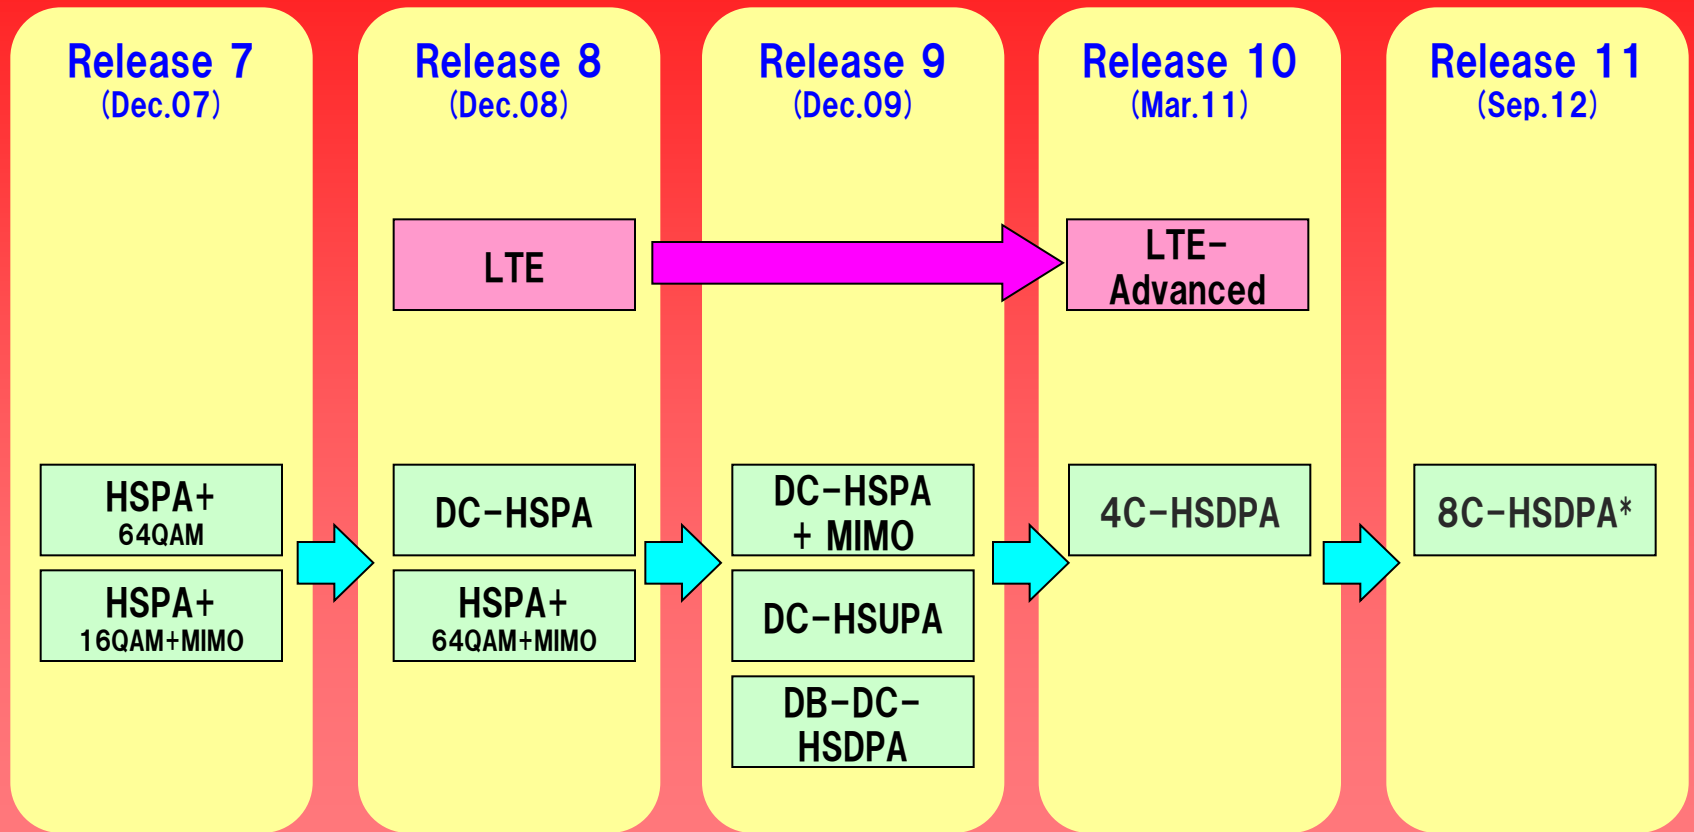 Release 7
(Dec.07)
Release 8
(Dec.08)
Release 9
(Dec.09)
Release 10
(Mar.11)
Release 11
(Sep.12)
LTE
LTE-
Advanced
HSPA+
64QAM
HSPA+
16QAM+MIMO
DC-HSPA
HSPA+
64QAM+MIMO
DC-HSPA
+ MIMO
DC-HSUPA
DB-DC-
HSDPA
4C-HSDPA
8C-HSDPA*